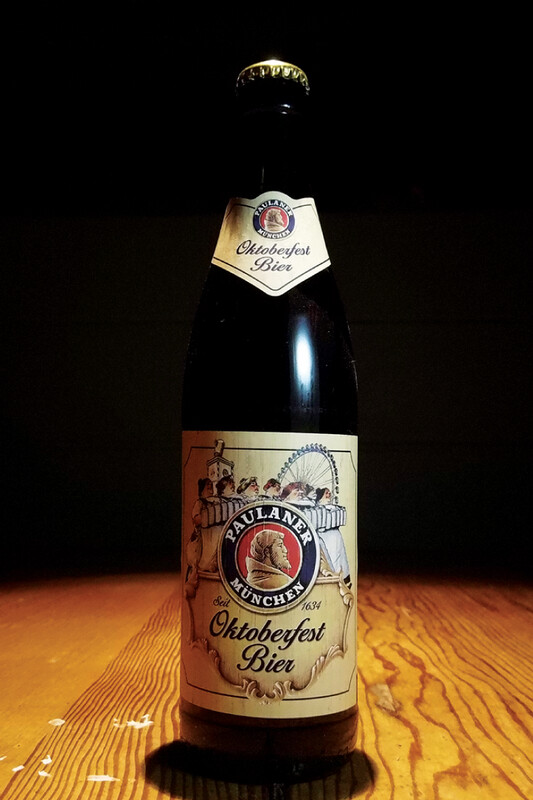 PAULANER
MÜNCHEN
Oktoberfest
Bier
PAULANER
MÜNCHEN
Seit 1634
Oktoberfest
Bier